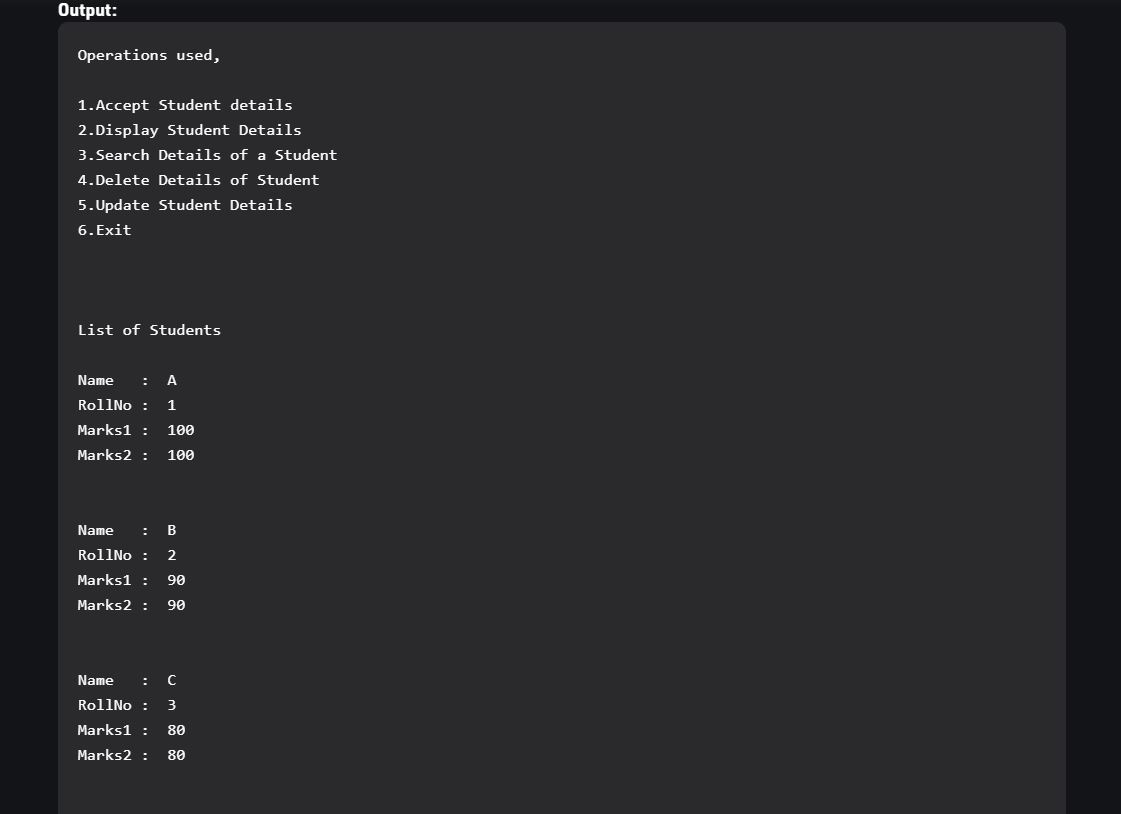 Output:
Operations used,
1.Accept Student details
2.Display Student Details
3.Search Details of a Student
4.Delete Details of Student
5.Update Student Details
6.Exit
List of Students
Name   :  A
RollNo :  1
Marks1 :  100
Marks2 :  100
Name   :  B
RollNo :  2
Marks1 :  90
Marks2 :  90
Name   :  C
RollNo :  3
Marks1 :  80
Marks2 :  80